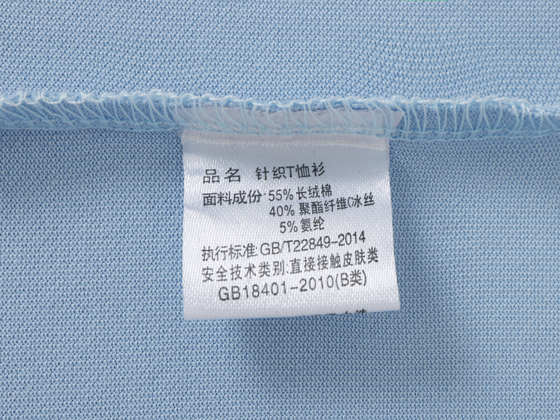 品名 针织T恤衫
面料成份:55%长绒棉
40%聚酯纤维(冰丝
5%氨纶
执行标准:GB/T22849-2014
安全技术类别:直接接触皮肤类
GB18401-2010(B类)